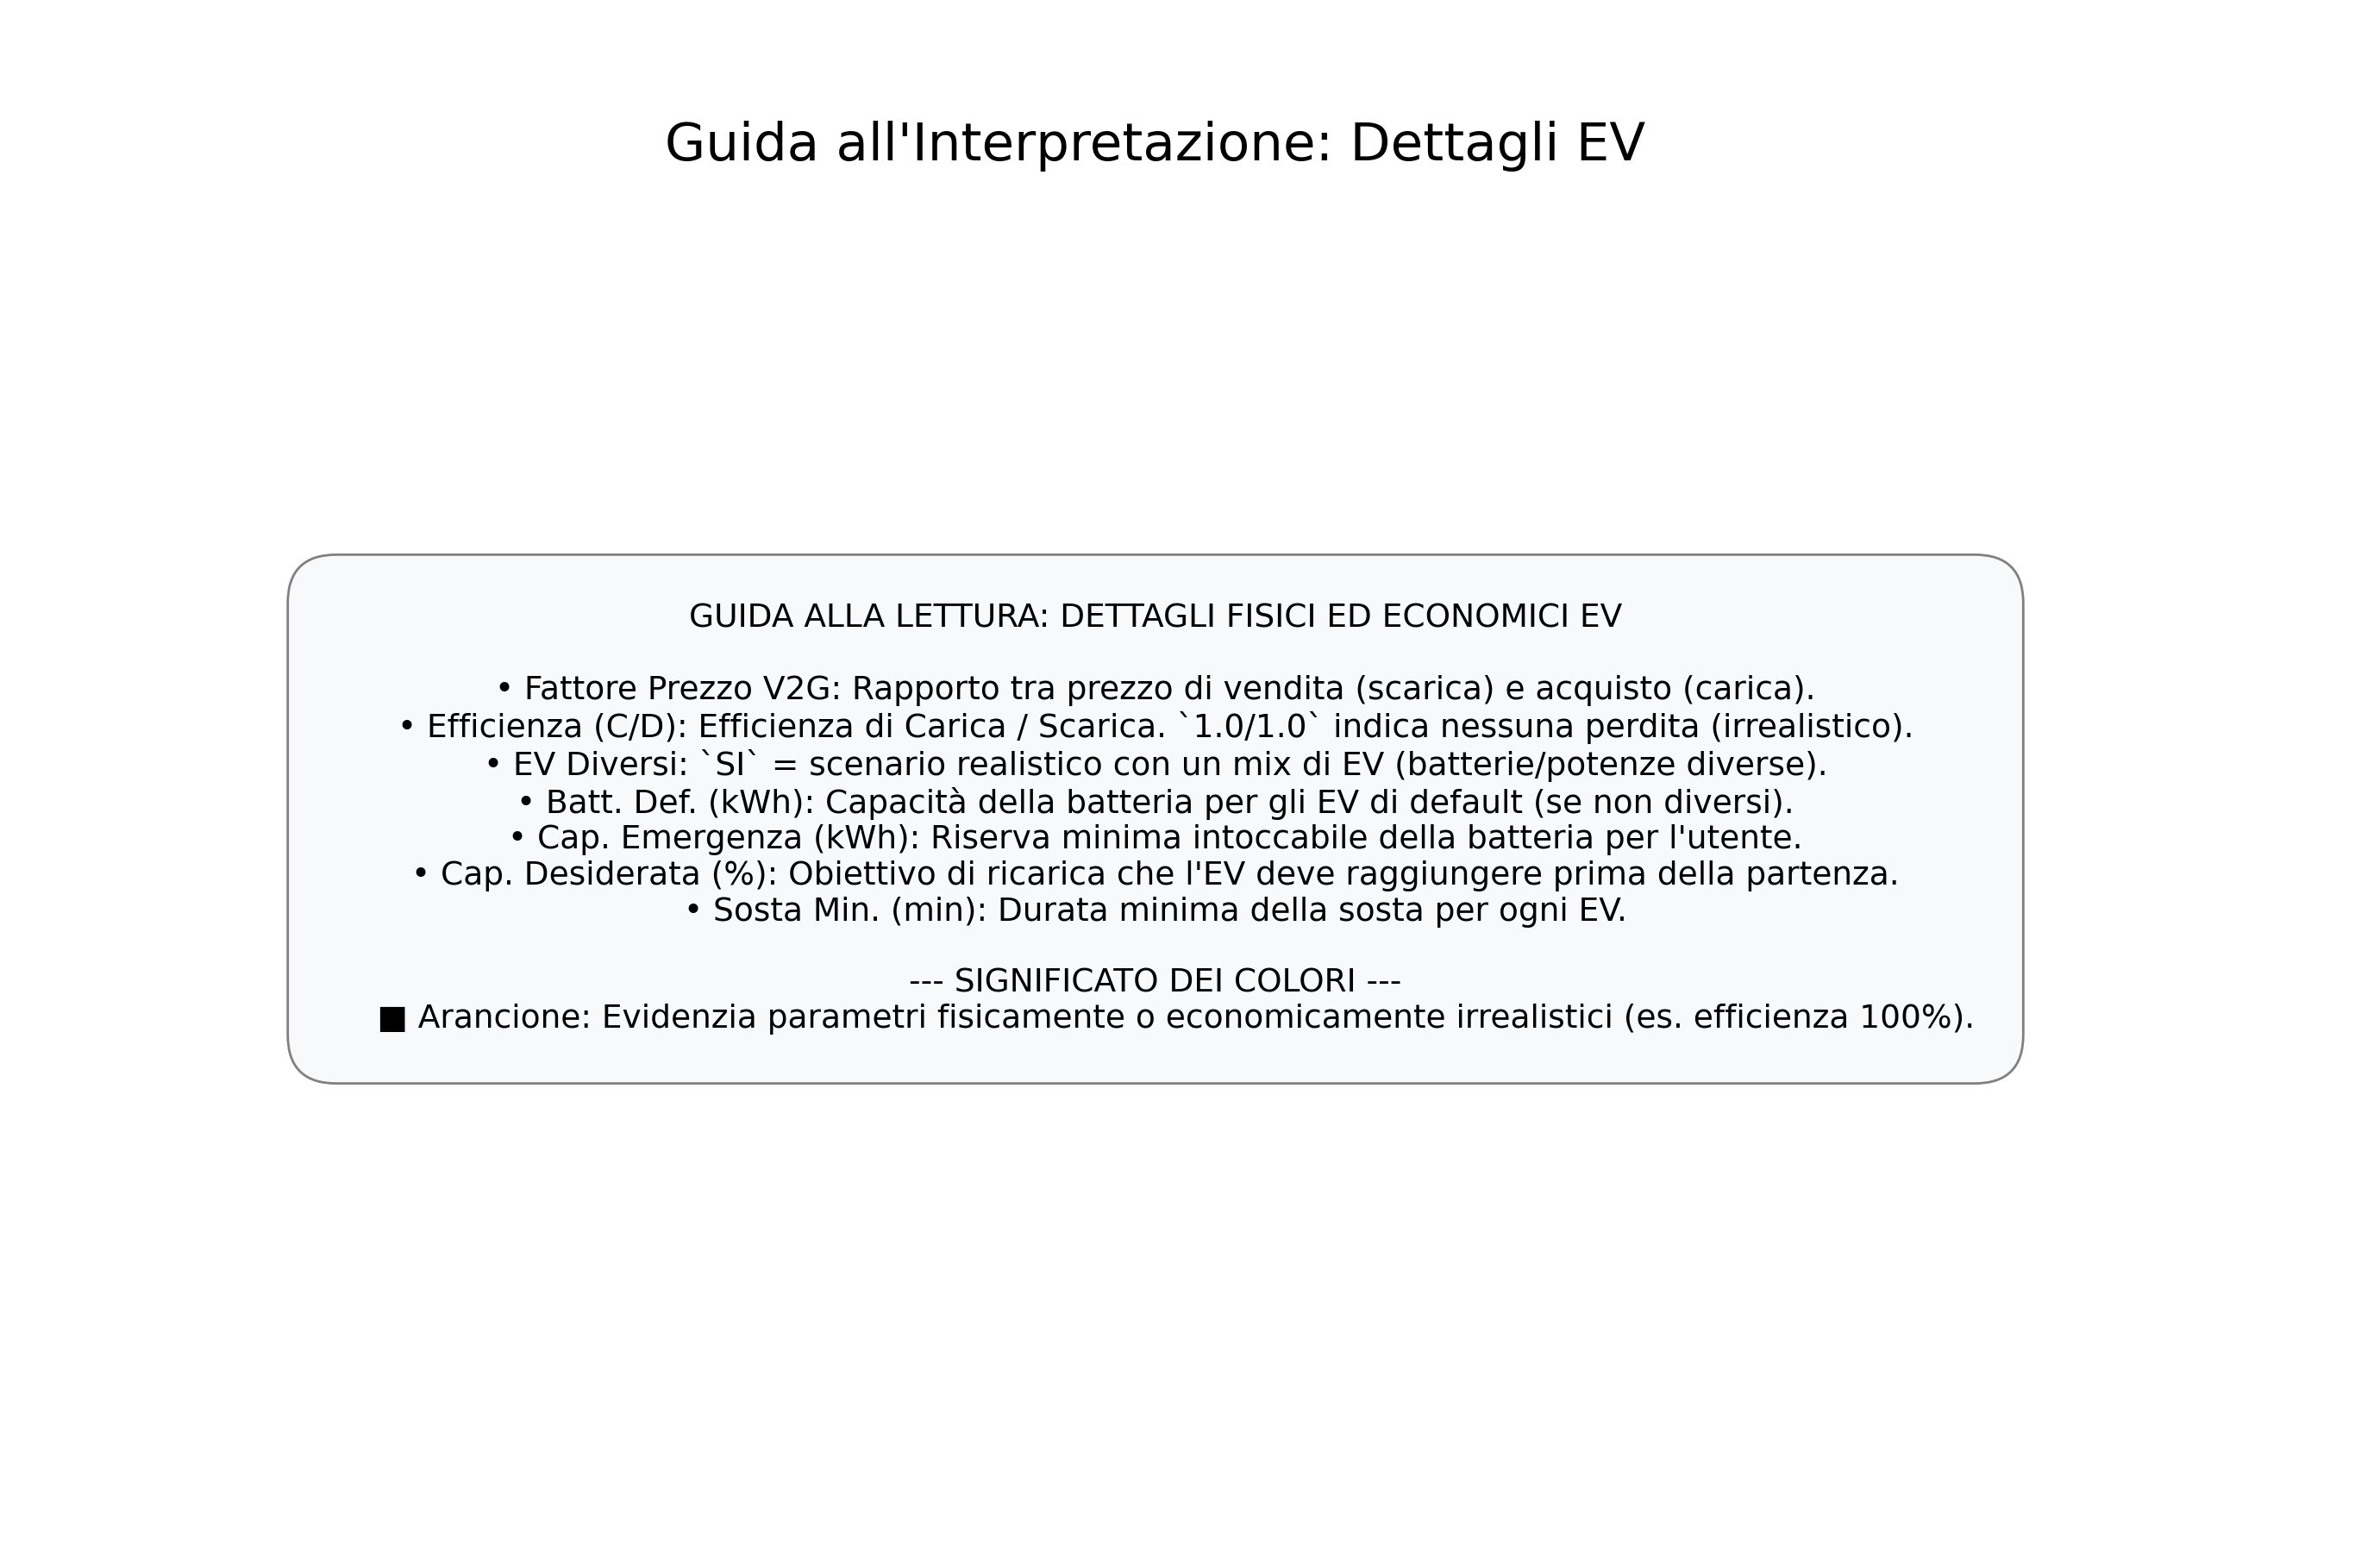 Guida all'Interpretazione: Dettagli EV
GUIDA ALLA LETTURA: DETTAGLI FISICI ED ECONOMICI EV
• Fattore Prezzo V2G: Rapporto tra prezzo di vendita (scarica) e acquisto (carica).
• Efficienza (C/D): Efficienza di Carica / Scarica. `1.0/1.0` indica nessuna perdita (irrealistico).
• EV Diversi: `SI` = scenario realistico con un mix di EV (batterie/potenze diverse).
• Batt. Def. (kWh): Capacità della batteria per gli EV di default (se non diversi).
• Cap. Emergenza (kWh): Riserva minima intoccabile della batteria per l'utente.
• Cap. Desiderata (%): Obiettivo di ricarica che l'EV deve raggiungere prima della partenza.
• Sosta Min. (min): Durata minima della sosta per ogni EV.
--- SIGNIFICATO DEI COLORI ---
■ Arancione: Evidenzia parametri fisicamente o economicamente irrealistici (es. efficienza 100%).